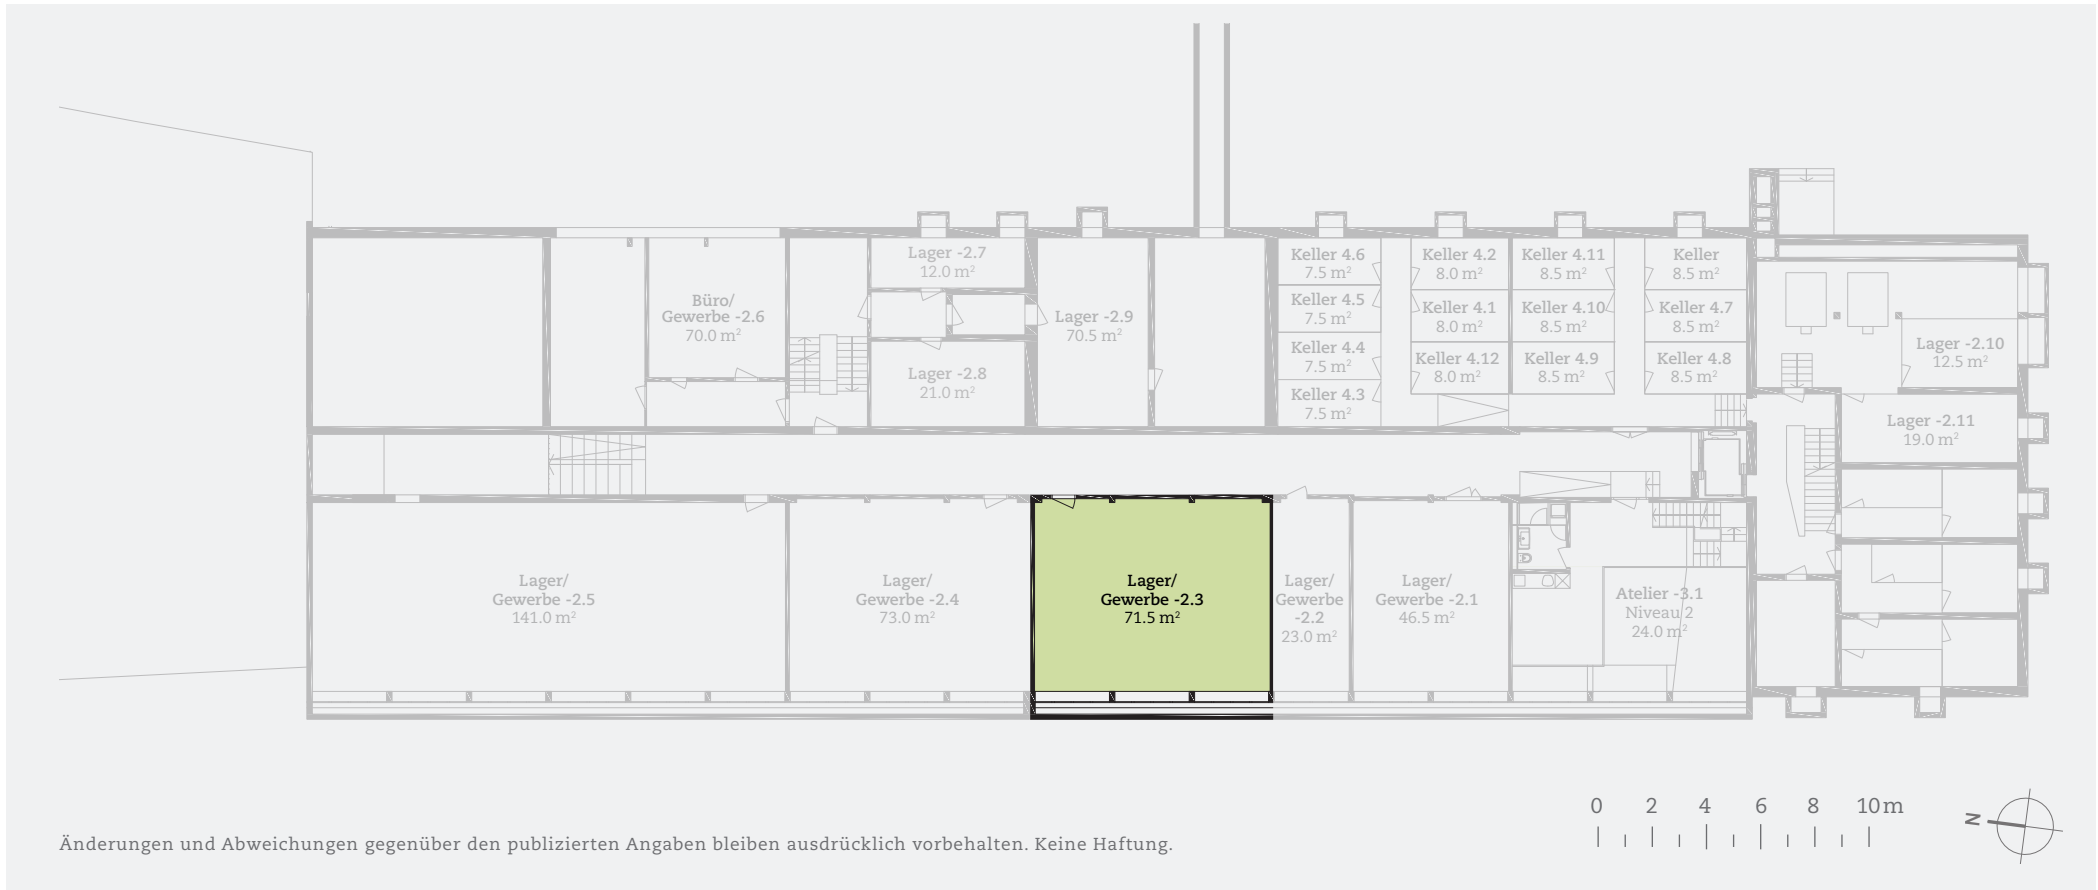 Lager -2.7
12.0 m²
Büro/
Gewerbe -2.6
70.0 m²
Lager -2.8
21.0 m²
Lager -2.9
70.5 m²
Keller 4.6
7.5 m²
Keller 4.5
7.5 m²
Keller 4.4
7.5 m²
Keller 4.3
7.5 m²
Keller 4.2
8.0 m²
Keller 4.1
8.0 m²
Keller 4.12
8.0 m²
Keller 4.11
8.5 m²
Keller 4.10
8.5 m²
Keller 4.9
8.5 m²
Keller
8.5 m²
Keller 4.7
8.5 m²
Keller 4.8
8.5 m²
Lager -2.10
12.5 m²
Lager -2.11
19.0 m²
Lager/
Gewerbe -2.5
141.0 m²
Lager/
Gewerbe -2.4
73.0 m²
Lager/
Gewerbe -2.3
71.5 m²
Lager/
Gewerbe
-2.2
23.0 m²
Lager/
Gewerbe -2.1
46.5 m²
Atelier -3.1
Niveau 2
24.0 m²
0 2 4 6 8 10 m
N
Änderungen und Abweichungen gegenüber den publizierten Angaben bleiben ausdrücklich vorbehalten. Keine Haftung.